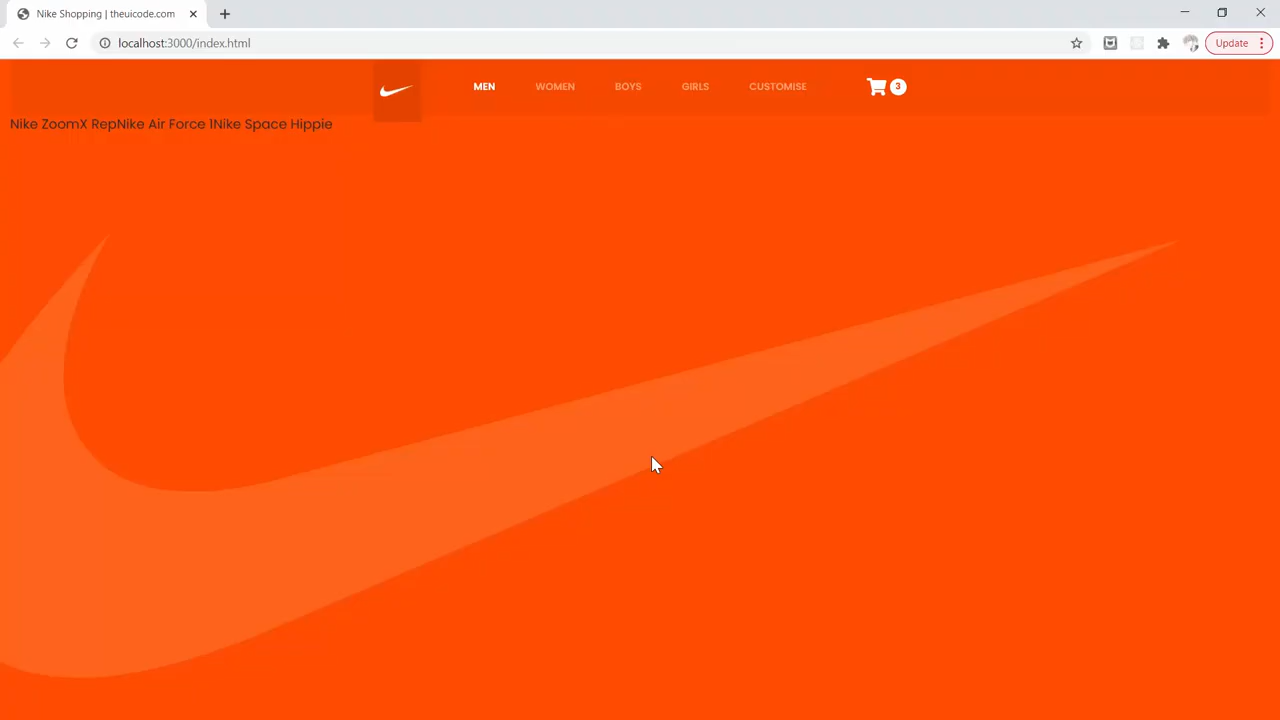 Nike Shopping | theuicode.com
localhost:3000/index.html
Update
MEN WOMEN BOYS GIRLS CUSTOMISE 3
Nike ZoomX RepNike Air Force 1Nike Space Hippie